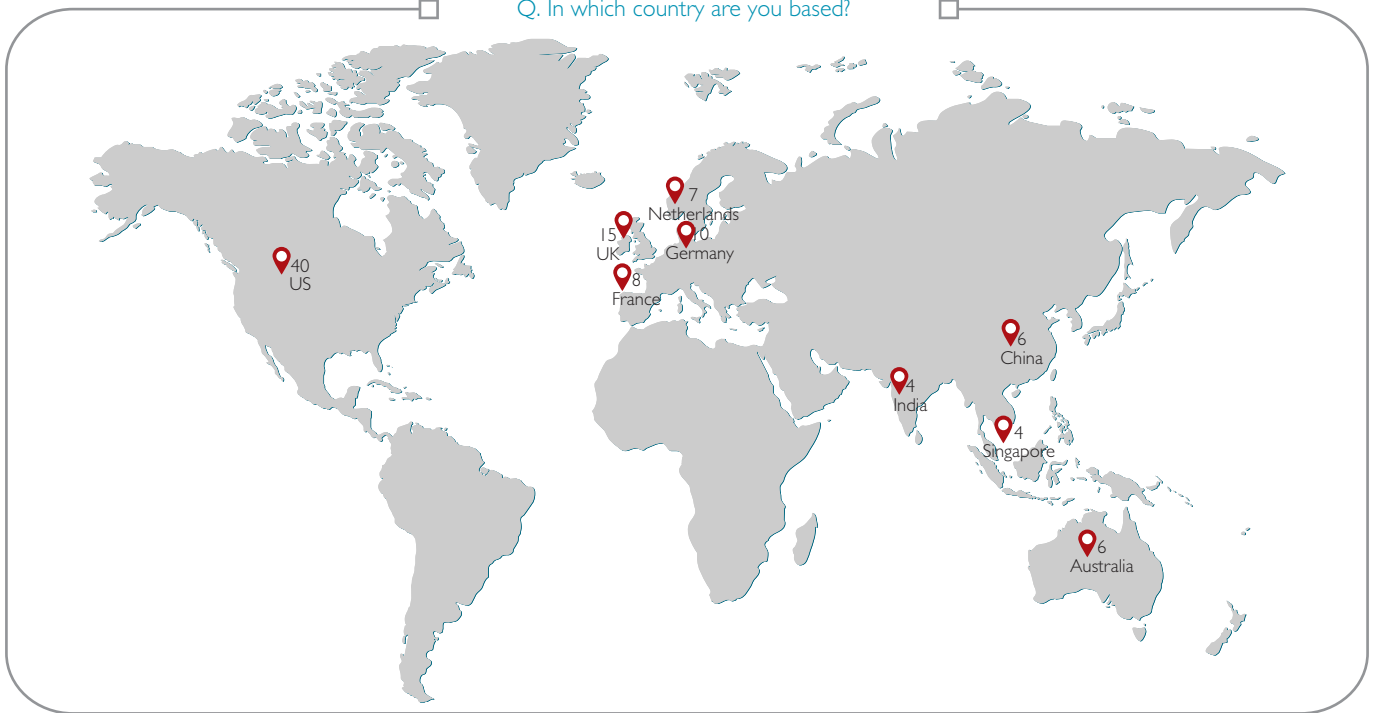 Q. In which country are you based?
7
Netherlands
15
UK
10
Germany
40
US
8
France
6
China
4
India
4
Singapore
6
Australia